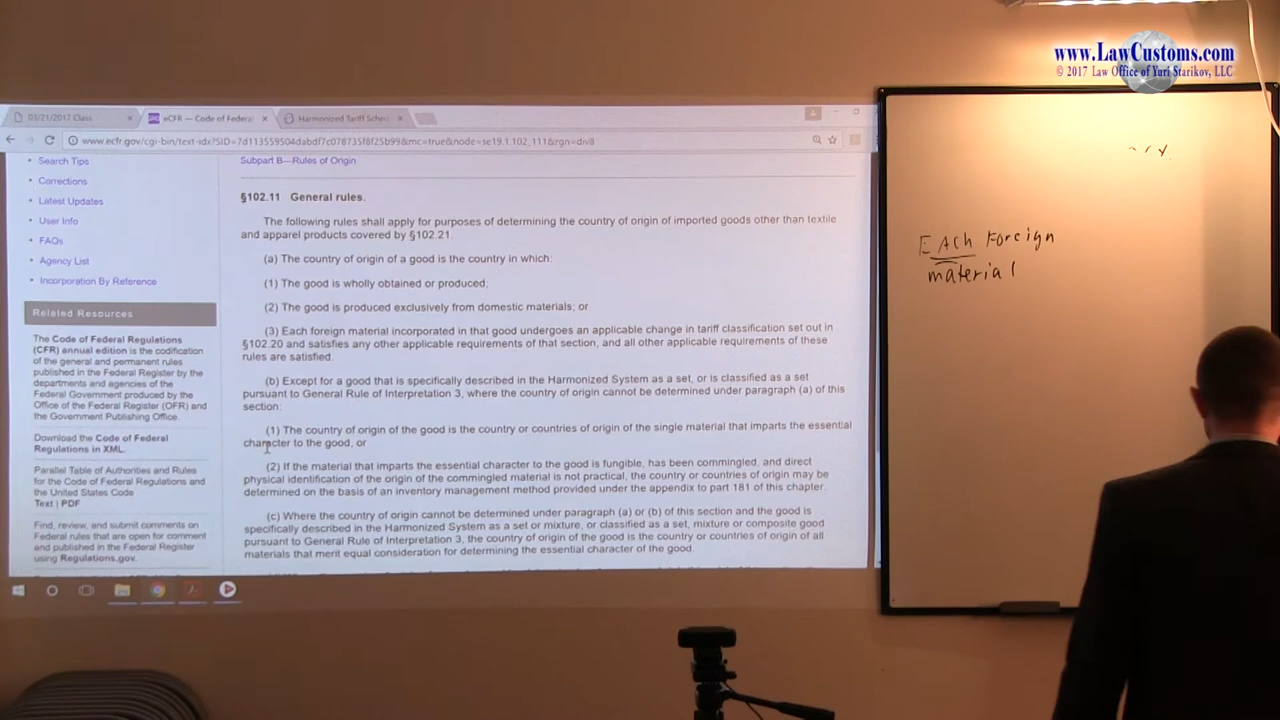 www.LawCustoms.com
© 2017 Law Office of Yuri Starikov, LLC
03/21/2017 Class
eCFR — Code of Federal
Harmonized Tariff Sched
Search Tips
Corrections
Latest Updates
User Info
FAQs
Agency List
Incorporation By Reference
Related Resources
The Code of Federal Regulations
(CFR) annual edition is the codification
of the general and permanent rules
published in the Federal Register by the
departments and agencies of the
Federal Government produced by the
Office of the Federal Register (OFR) and
the Government Publishing Office.
Download the Code of Federal
Regulations in XML.
Parallel Table of Authorities and Rules
for the Code of Federal Regulations and
the United States Code
Text | PDF
Find, review, and submit comments on
Federal rules that are open for comment
and published in the Federal Register
using Regulations.gov.
Subpart B—Rules of Origin
§102.11 General rules.
The following rules shall apply for purposes of determining the country of origin of imported goods other than textile
and apparel products covered by §102.21.
(a) The country of origin of a good is the country in which:
(1) The good is wholly obtained or produced;
(2) The good is produced exclusively from domestic materials; or
(3) Each foreign material incorporated in that good undergoes an applicable change in tariff classification set out in
§102.20 and satisfies any other applicable requirements of that section, and all other applicable requirements of these
rules are satisfied.
(b) Except for a good that is specifically described in the Harmonized System as a set, or is classified as a set
pursuant to General Rule of Interpretation 3, where the country of origin cannot be determined under paragraph (a) of this
section:
(1) The country of origin of the good is the country or countries of origin of the single material that imparts the essential
character to the good, or
(2) If the material that imparts the essential character to the good is fungible, has been commingled, and direct
physical identification of the origin of the commingled material is not practical, the country or countries of origin may be
determined on the basis of an inventory management method provided under the appendix to part 181 of this chapter.
(c) Where the country of origin cannot be determined under paragraph (a) or (b) of this section and the good is
specifically described in the Harmonized System as a set or mixture, or classified as a set, mixture or composite good
pursuant to General Rule of Interpretation 3, the country of origin of the good is the country or countries of origin of all
materials that merit equal consideration for determining the essential character of the good.
EACh Foreign
material